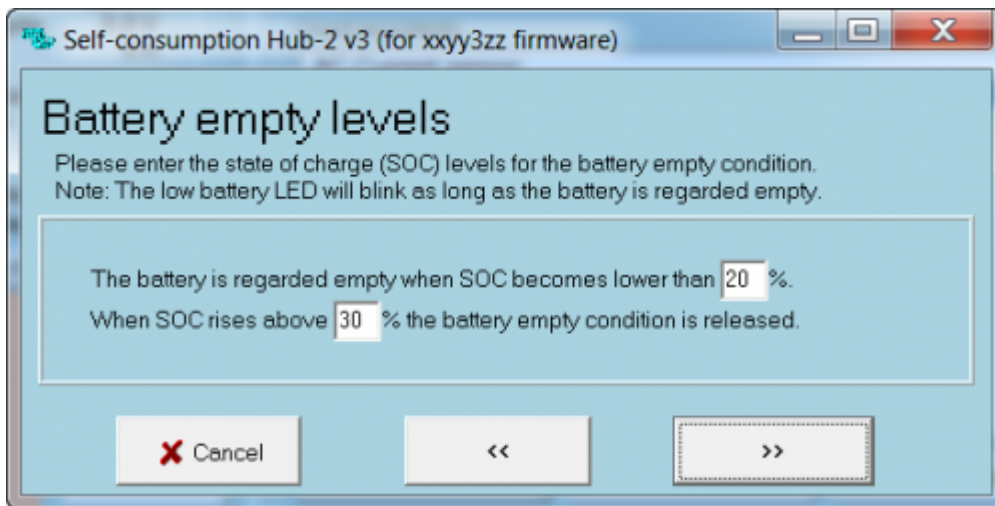 Self-consumption Hub-2 v3 (for xxyy3zz firmware)
Battery empty levels
Please enter the state of charge (SOC) levels for the battery empty condition.
Note: The low battery LED will blink as long as the battery is regarded empty.
The battery is regarded empty when SOC becomes lower than 20 %.
When SOC rises above 30 % the battery empty condition is released.
Cancel
<<
>>